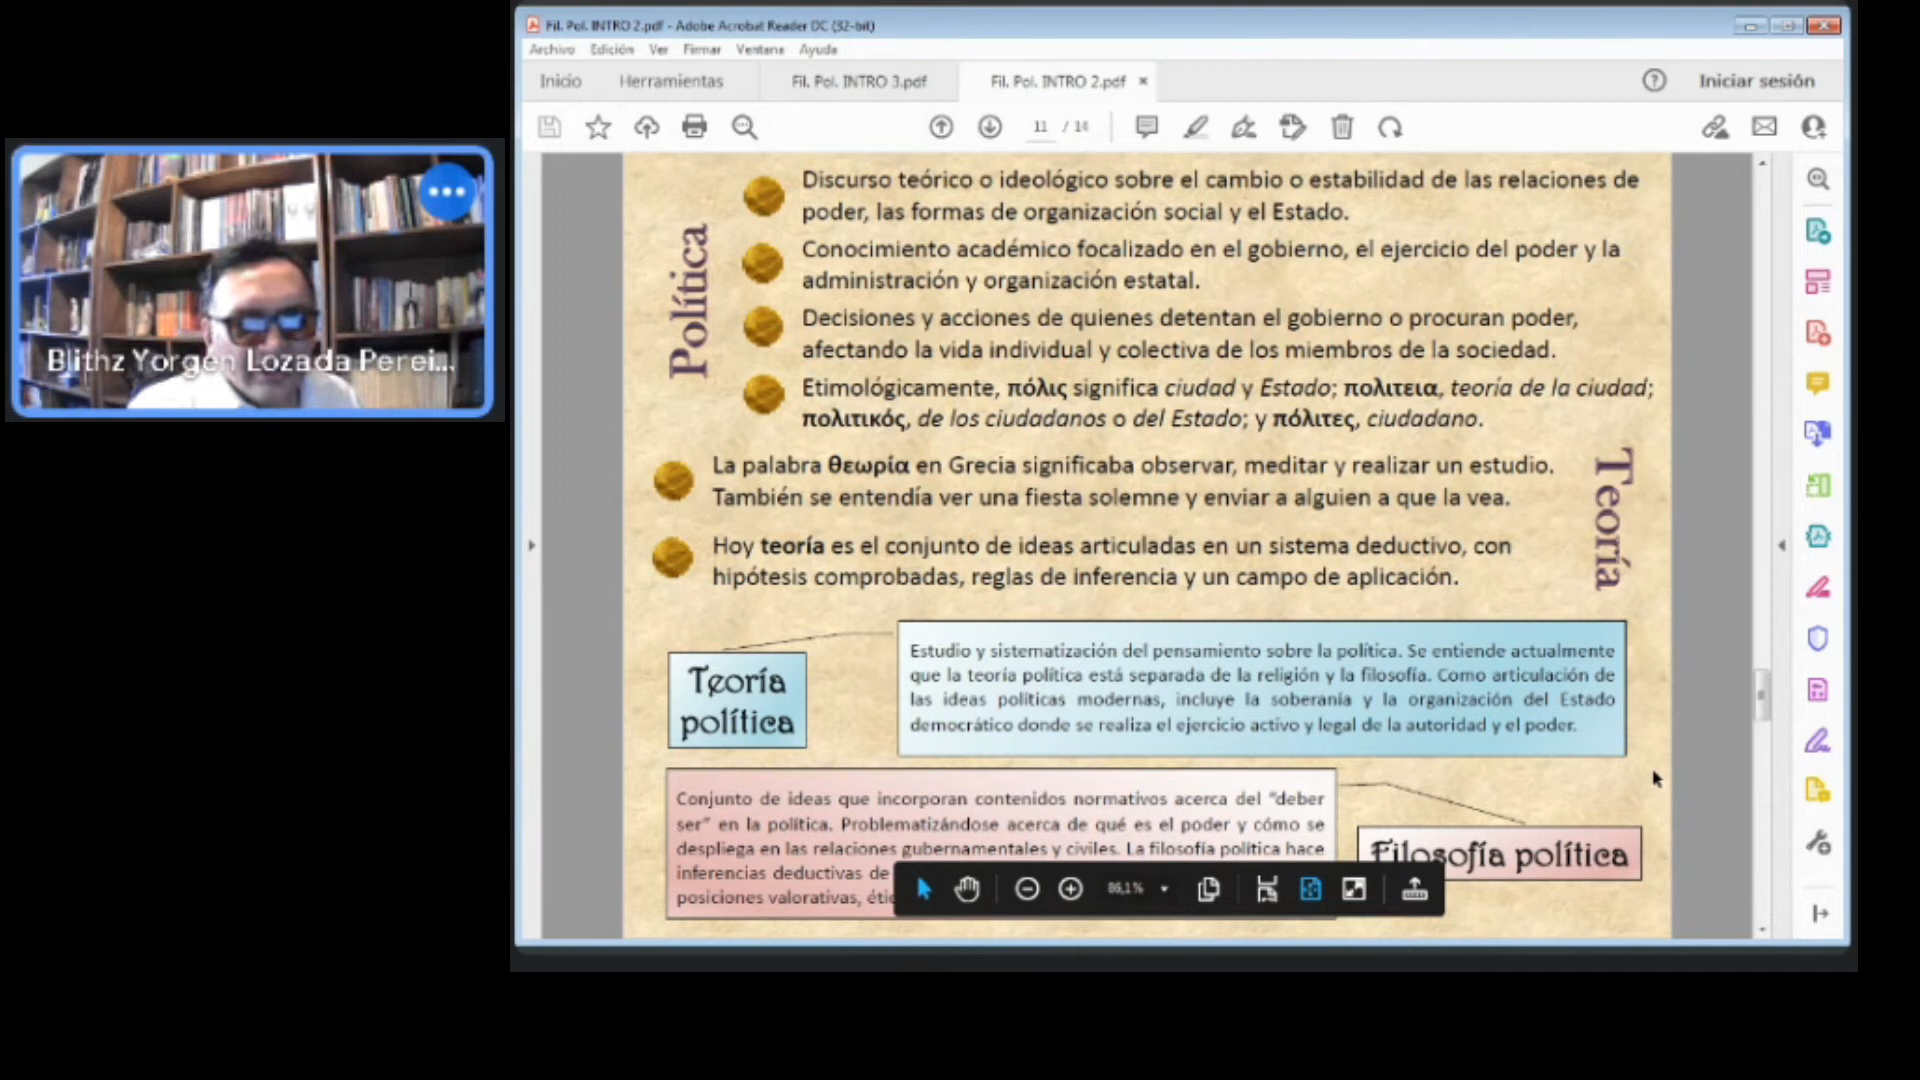 Fil. Pol. INTRO 2.pdf - Adobe Acrobat Reader DC (32-bit)
Archivo Edición Ver Firmar Ventana Ayuda
Inicio Herramientas Fil. Pol. INTRO 3.pdf Fil. Pol. INTRO 2.pdf × Iniciar sesión
11 / 14
Blithz Yorgen Lozada Perei...
Política
Discurso teórico o ideológico sobre el cambio o estabilidad de las relaciones de
poder, las formas de organización social y el Estado.
Conocimiento académico focalizado en el gobierno, el ejercicio del poder y la
administración y organización estatal.
Decisiones y acciones de quienes detentan el gobierno o procuran poder,
afectando la vida individual y colectiva de los miembros de la sociedad.
Etimológicamente, πόλις significa ciudad y Estado; πολιτεια, teoría de la ciudad;
πολιτικός, de los ciudadanos o del Estado; y πόλιτες, ciudadano.
Teoría
La palabra θεωρία en Grecia significaba observar, meditar y realizar un estudio.
También se entendía ver una fiesta solemne y enviar a alguien a que la vea.
Hoy teoría es el conjunto de ideas articuladas en un sistema deductivo, con
hipótesis comprobadas, reglas de inferencia y un campo de aplicación.
Teoría
política
Estudio y sistematización del pensamiento sobre la política. Se entiende actualmente
que la teoría política está separada de la religión y la filosofía. Como articulación de
las ideas políticas modernas, incluye la soberanía y la organización del Estado
democrático donde se realiza el ejercicio activo y legal de la autoridad y el poder.
Conjunto de ideas que incorporan contenidos normativos acerca del "deber
ser" en la política. Problematizándose acerca de qué es el poder y cómo se
despliega en las relaciones gubernamentales y civiles. La filosofía política hace
inferencias deductivas de
posiciones valorativas,
Filosofía política
86,1%